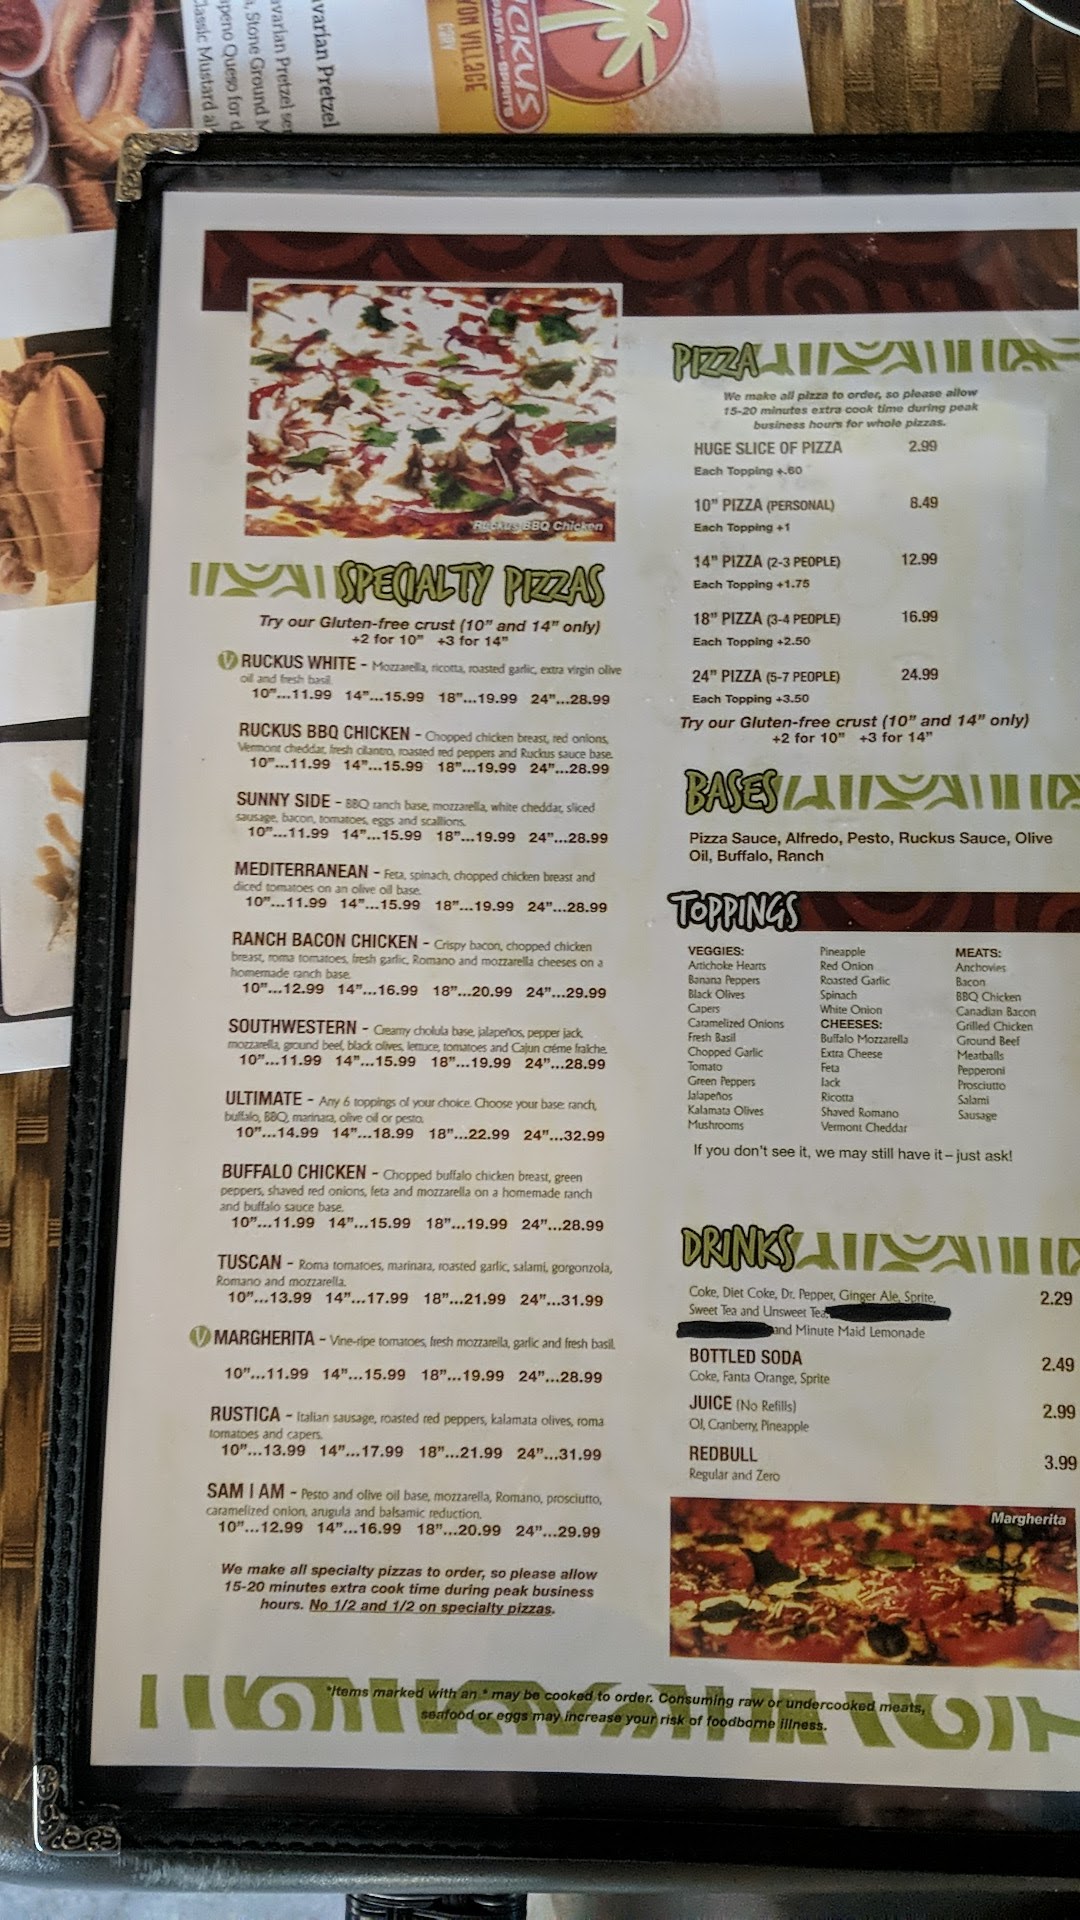 avarian Pretzel
avarian Pretzel ser
a, Stone Ground M
peno Queso for d
Classic Mustard al
PASTA AND SPIRITS
VILLAGE
CARY
Ruckus BBQ Chicken
SPECIALTY PIZZAS
Try our Gluten-free crust (10" and 14" only)
+2 for 10" +3 for 14"
V RUCKUS WHITE - Mozzarella, ricotta, roasted garlic, extra virgin olive
oil and fresh basil.
10"...11.99 14"...15.99 18"...19.99 24"...28.99
RUCKUS BBQ CHICKEN - Chopped chicken breast, red onions,
Vermont cheddar, fresh cilantro, roasted red peppers and Ruckus sauce base.
10"...11.99 14"...15.99 18"...19.99 24"...28.99
SUNNY SIDE - BBQ ranch base, mozzarella, white cheddar, sliced
sausage, bacon, tomatoes, eggs and scallions.
10"...11.99 14"...15.99 18"...19.99 24"...28.99
MEDITERRANEAN - Feta, spinach, chopped chicken breast and
diced tomatoes on an olive oil base.
10"...11.99 14"...15.99 18"...19.99 24"...28.99
RANCH BACON CHICKEN - Crispy bacon, chopped chicken
breast, roma tomatoes, fresh garlic, Romano and mozzarella cheeses on a
homemade ranch base.
10"...12.99 14"...16.99 18"...20.99 24"...29.99
SOUTHWESTERN - Creamy cholula base, jalapeños, pepper jack,
mozzarella, ground beef, black olives, lettuce, tomatoes and Cajun créme fraîche.
10"...11.99 14"...15.99 18"...19.99 24"...28.99
ULTIMATE - Any 6 toppings of your choice. Choose your base: ranch,
buffalo, BBQ, marinara, olive oil or pesto.
10"...14.99 14"...18.99 18"...22.99 24"...32.99
BUFFALO CHICKEN - Chopped buffalo chicken breast, green
peppers, shaved red onions, feta and mozzarella on a homemade ranch
and buffalo sauce base.
10"...11.99 14"...15.99 18"...19.99 24"...28.99
TUSCAN - Roma tomatoes, marinara, roasted garlic, salami, gorgonzola,
Romano and mozzarella.
10"...13.99 14"...17.99 18"...21.99 24"...31.99
V MARGHERITA - Vine-ripe tomatoes, fresh mozzarella, garlic and fresh basil.
10"...11.99 14"...15.99 18"...19.99 24"...28.99
RUSTICA - Italian sausage, roasted red peppers, kalamata olives, roma
tomatoes and capers.
10"...13.99 14"...17.99 18"...21.99 24"...31.99
SAM I AM - Pesto and olive oil base, mozzarella, Romano, prosciutto,
caramelized onion, arugula and balsamic reduction.
10"...12.99 14"...16.99 18"...20.99 24"...29.99
We make all specialty pizzas to order, so please allow
15-20 minutes extra cook time during peak business
hours. No 1/2 and 1/2 on specialty pizzas.
PIZZA
We make all pizza to order, so please allow
15-20 minutes extra cook time during peak
business hours for whole pizzas.
HUGE SLICE OF PIZZA 2.99
Each Topping +.60
10" PIZZA (PERSONAL) 8.49
Each Topping +1
14" PIZZA (2-3 PEOPLE) 12.99
Each Topping +1.75
18" PIZZA (3-4 PEOPLE) 16.99
Each Topping +2.50
24" PIZZA (5-7 PEOPLE) 24.99
Each Topping +3.50
Try our Gluten-free crust (10" and 14" only)
+2 for 10" +3 for 14"
BASES
Pizza Sauce, Alfredo, Pesto, Ruckus Sauce, Olive
Oil, Buffalo, Ranch
TOPPINGS
VEGGIES:
Artichoke Hearts
Banana Peppers
Black Olives
Capers
Caramelized Onions
Fresh Basil
Chopped Garlic
Tomato
Green Peppers
Jalapeños
Kalamata Olives
Mushrooms
Pineapple
Red Onion
Roasted Garlic
Spinach
White Onion
CHEESES:
Buffalo Mozzarella
Extra Cheese
Feta
Jack
Ricotta
Shaved Romano
Vermont Cheddar
MEATS:
Anchovies
Bacon
BBQ Chicken
Canadian Bacon
Grilled Chicken
Ground Beef
Meatballs
Pepperoni
Prosciutto
Salami
Sausage
If you don't see it, we may still have it – just ask!
DRINKS
Coke, Diet Coke, Dr. Pepper, Ginger Ale, Sprite, 2.29
Sweet Tea and Unsweet Tea,
and Minute Maid Lemonade
BOTTLED SODA 2.49
Coke, Fanta Orange, Sprite
JUICE (No Refills) 2.99
OJ, Cranberry, Pineapple
REDBULL 3.99
Regular and Zero
Margherita
*Items marked with an * may be cooked to order. Consuming raw or undercooked meats,
seafood or eggs may increase your risk of foodborne illness.